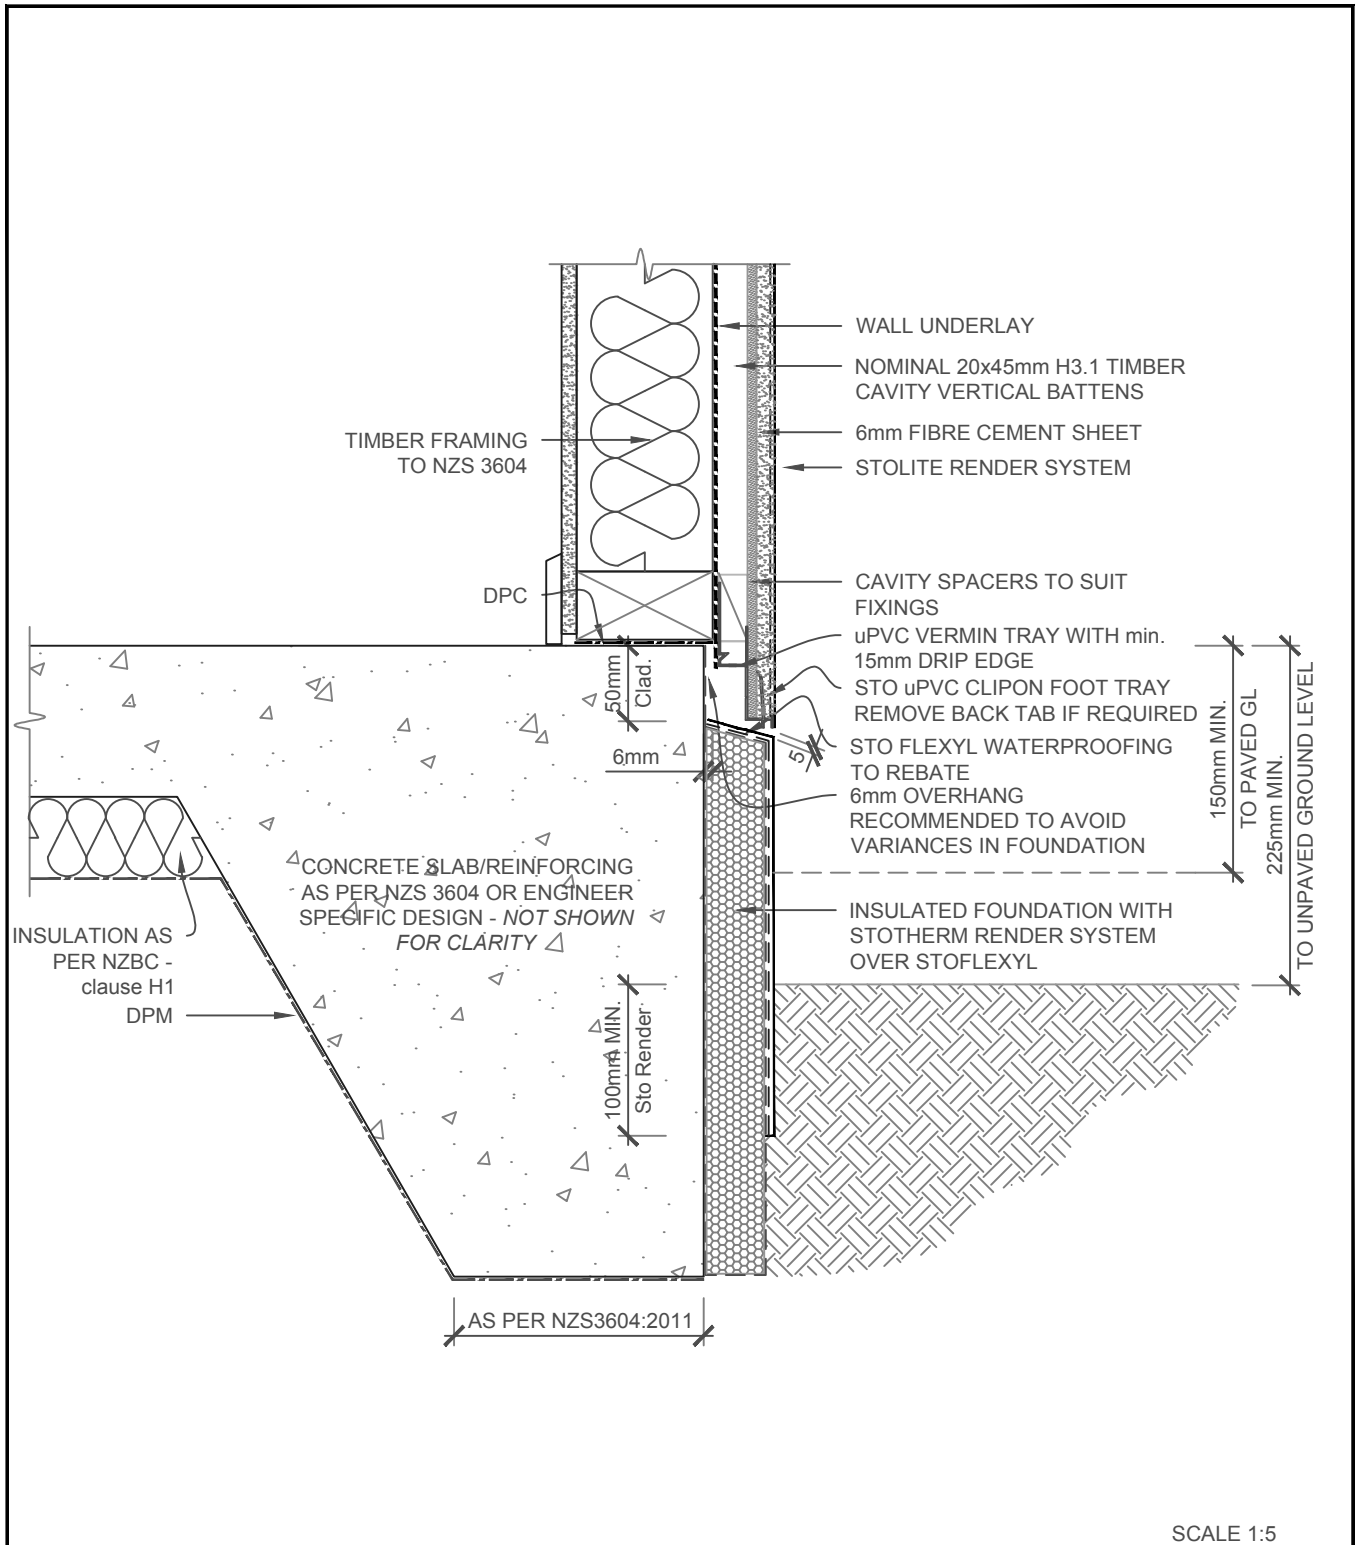 WALL UNDERLAY
NOMINAL 20x45mm H3.1 TIMBER
CAVITY VERTICAL BATTENS
6mm FIBRE CEMENT SHEET
STOLITE RENDER SYSTEM
TIMBER FRAMING
TO NZS 3604
DPC
CAVITY SPACERS TO SUIT
FIXINGS
uPVC VERMIN TRAY WITH min.
15mm DRIP EDGE
STO uPVC CLIPON FOOT TRAY
REMOVE BACK TAB IF REQUIRED
STO FLEXYL WATERPROOFING
TO REBATE
6mm OVERHANG
RECOMMENDED TO AVOID
VARIANCES IN FOUNDATION
50mm
Clad.
6mm
5
150mm MIN.
TO PAVED GL
225mm MIN.
TO UNPAVED GROUND LEVEL
CONCRETE SLAB/REINFORCING
AS PER NZS 3604 OR ENGINEER
SPECIFIC DESIGN - NOT SHOWN
FOR CLARITY
INSULATED FOUNDATION WITH
STOTHERM RENDER SYSTEM
OVER STOFLEXYL
INSULATION AS
PER NZBC -
clause H1
DPM
100mm MIN.
Sto Render
AS PER NZS3604:2011
SCALE 1:5